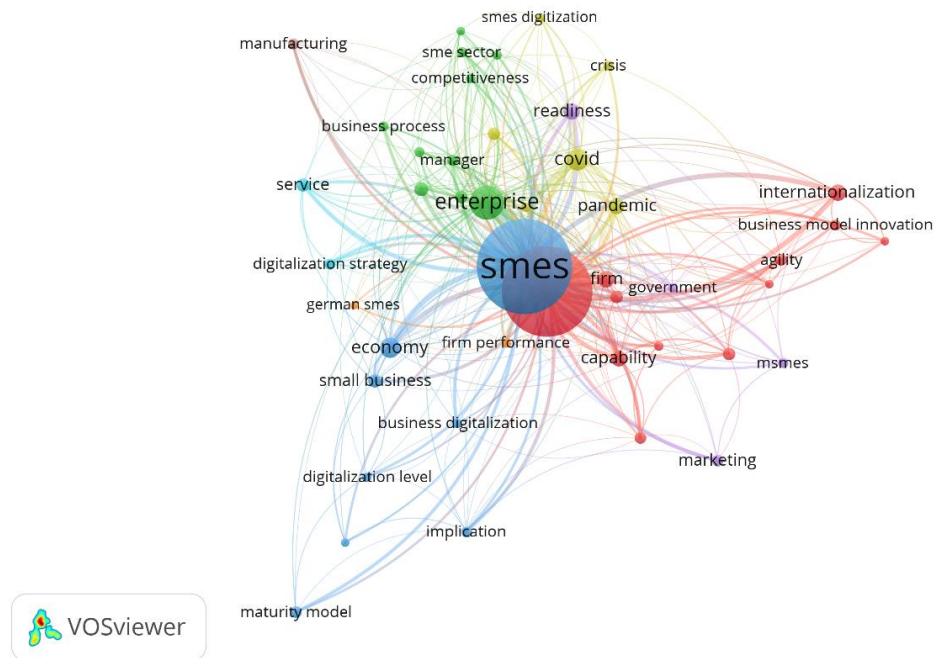 smes digitization
manufacturing
sme sector
crisis
competitiveness
readiness
business process
covid
manager
service
internationalization
enterprise
pandemic
business model innovation
smes
digitalization strategy
agility
firm
government
german smes
firm performance
economy
capability
msmes
small business
business digitalization
marketing
digitalization level
implication
maturity model
VOSviewer